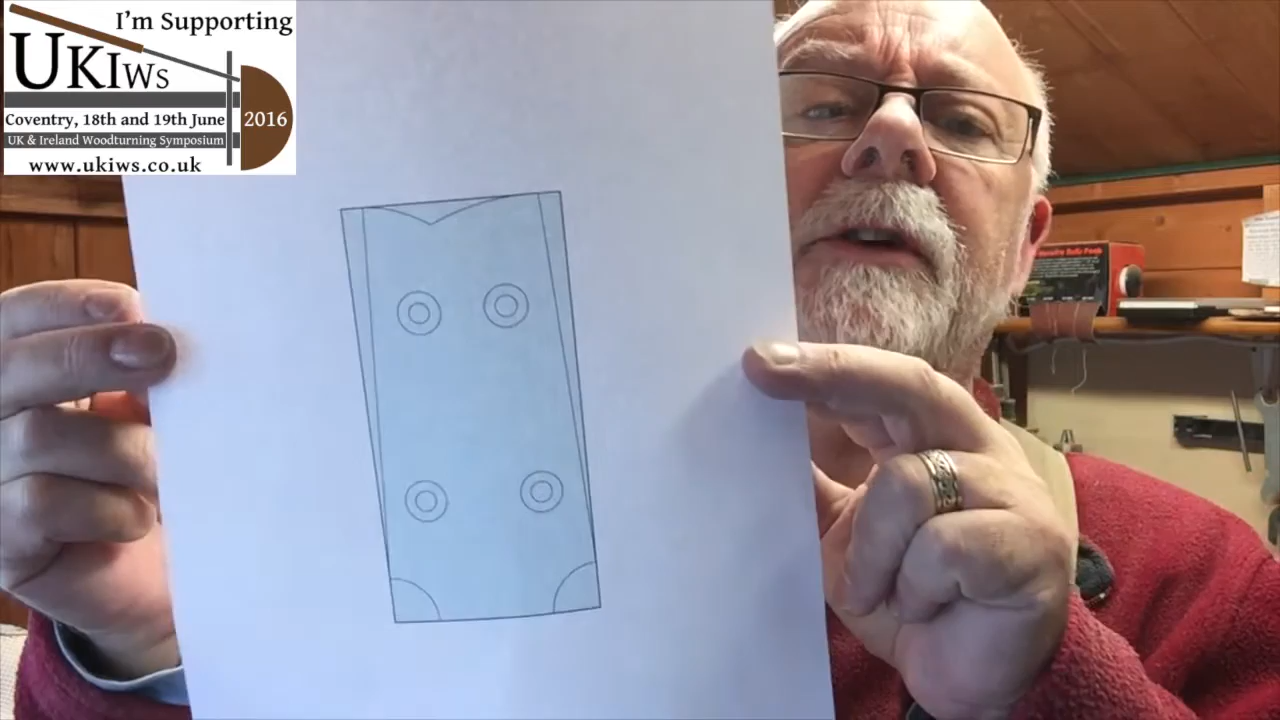 I'm Supporting
UKIWS
Coventry, 18th and 19th June
2016
UK & Ireland Woodturning Symposium
www.ukiws.co.uk